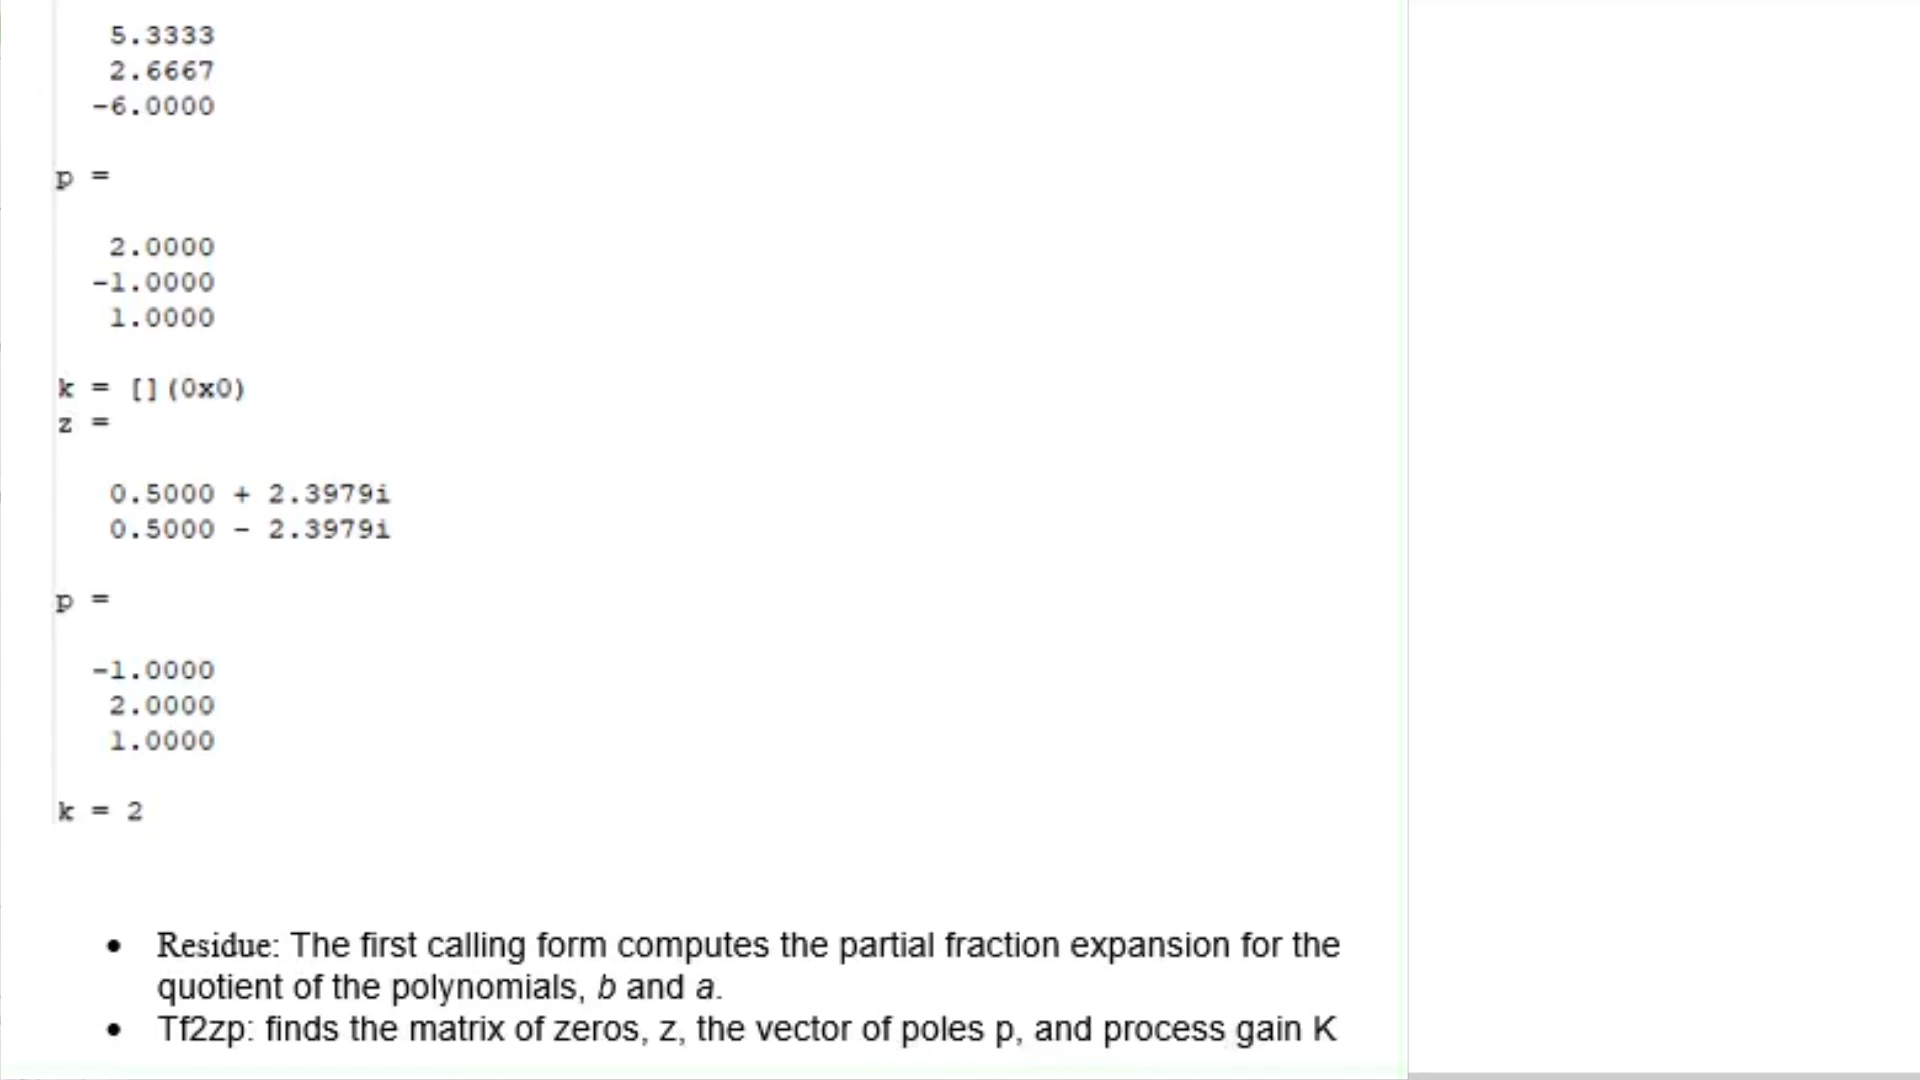 5.3333
2.6667
-6.0000
p =
2.0000
-1.0000
1.0000
k = [](0x0)
z =
0.5000 + 2.3979i
0.5000 - 2.3979i
p =
-1.0000
2.0000
1.0000
k = 2
• Residue: The first calling form computes the partial fraction expansion for the
quotient of the polynomials, b and a.
• Tf2zp: finds the matrix of zeros, z, the vector of poles p, and process gain K